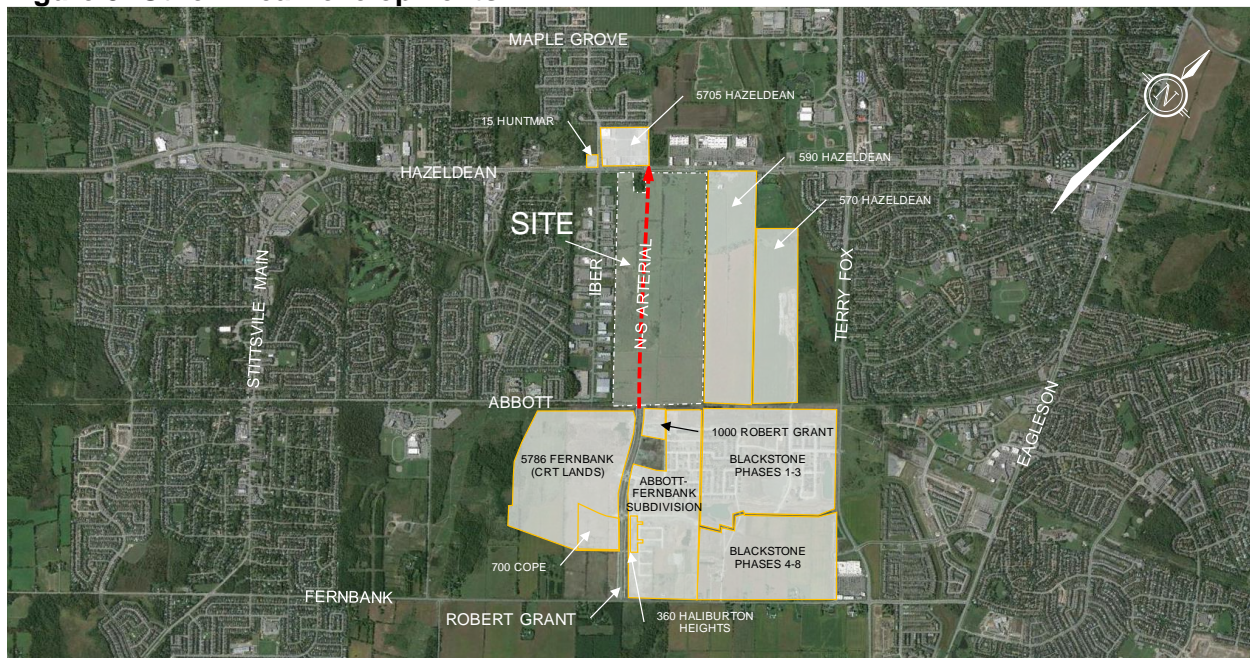 MAPLE GROVE
5705 HAZELDEAN
N
15 HUNTMAR
590 HAZELDEAN
HAZELDEAN
570 HAZELDEAN
SITE
STITTSVILE MAIN
IBER
N-S ARTERIAL
TERRY FOX
EAGLESON
ABBOTT
1000 ROBERT GRANT
5786 FERNBANK
(CRT LANDS)
BLACKSTONE
PHASES 1-3
ABBOTT-
FERNBANK
SUBDIVISION
700 COPE
BLACKSTONE
PHASES 4-8
FERNBANK
ROBERT GRANT
360 HALIBURTON
HEIGHTS